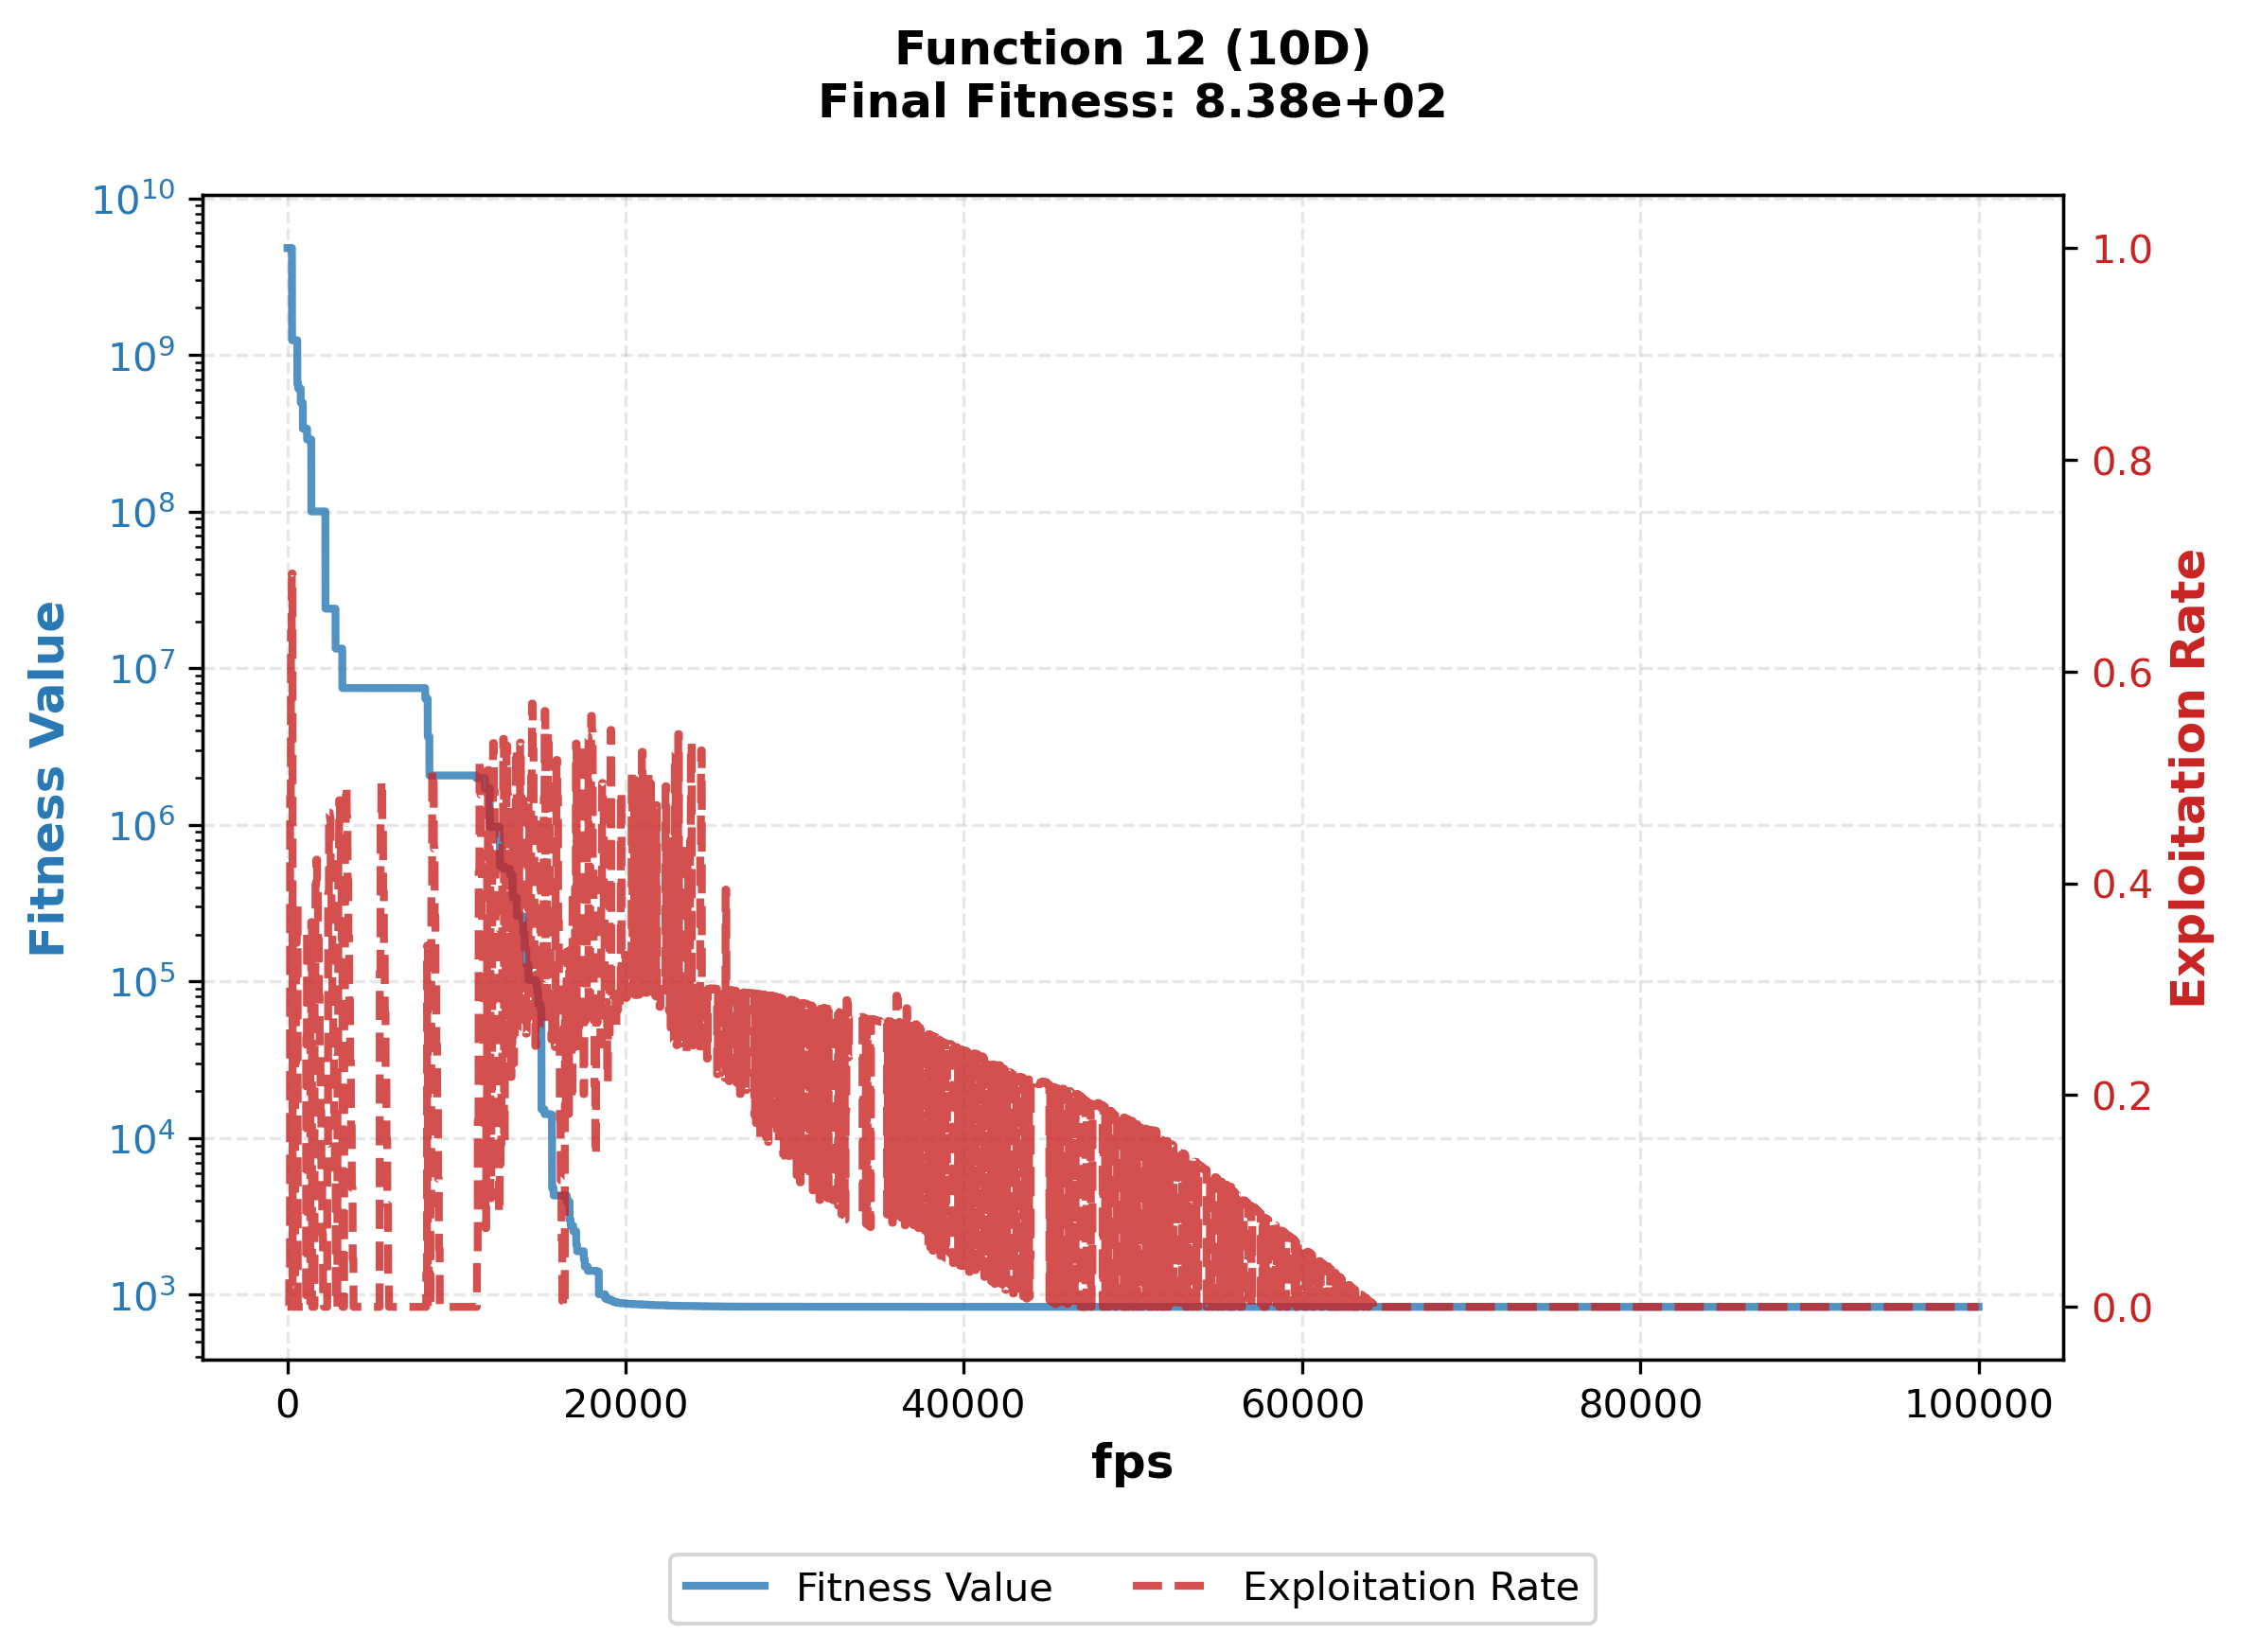 Function 12 (10D)
Final Fitness: 8.38e+02
Fitness Value
10^10
10^9
10^8
10^7
10^6
10^5
10^4
10^3
1.0
0.8
0.6
0.4
0.2
0.0
Exploitation Rate
0 20000 40000 60000 80000 100000
fps
Fitness Value Exploitation Rate